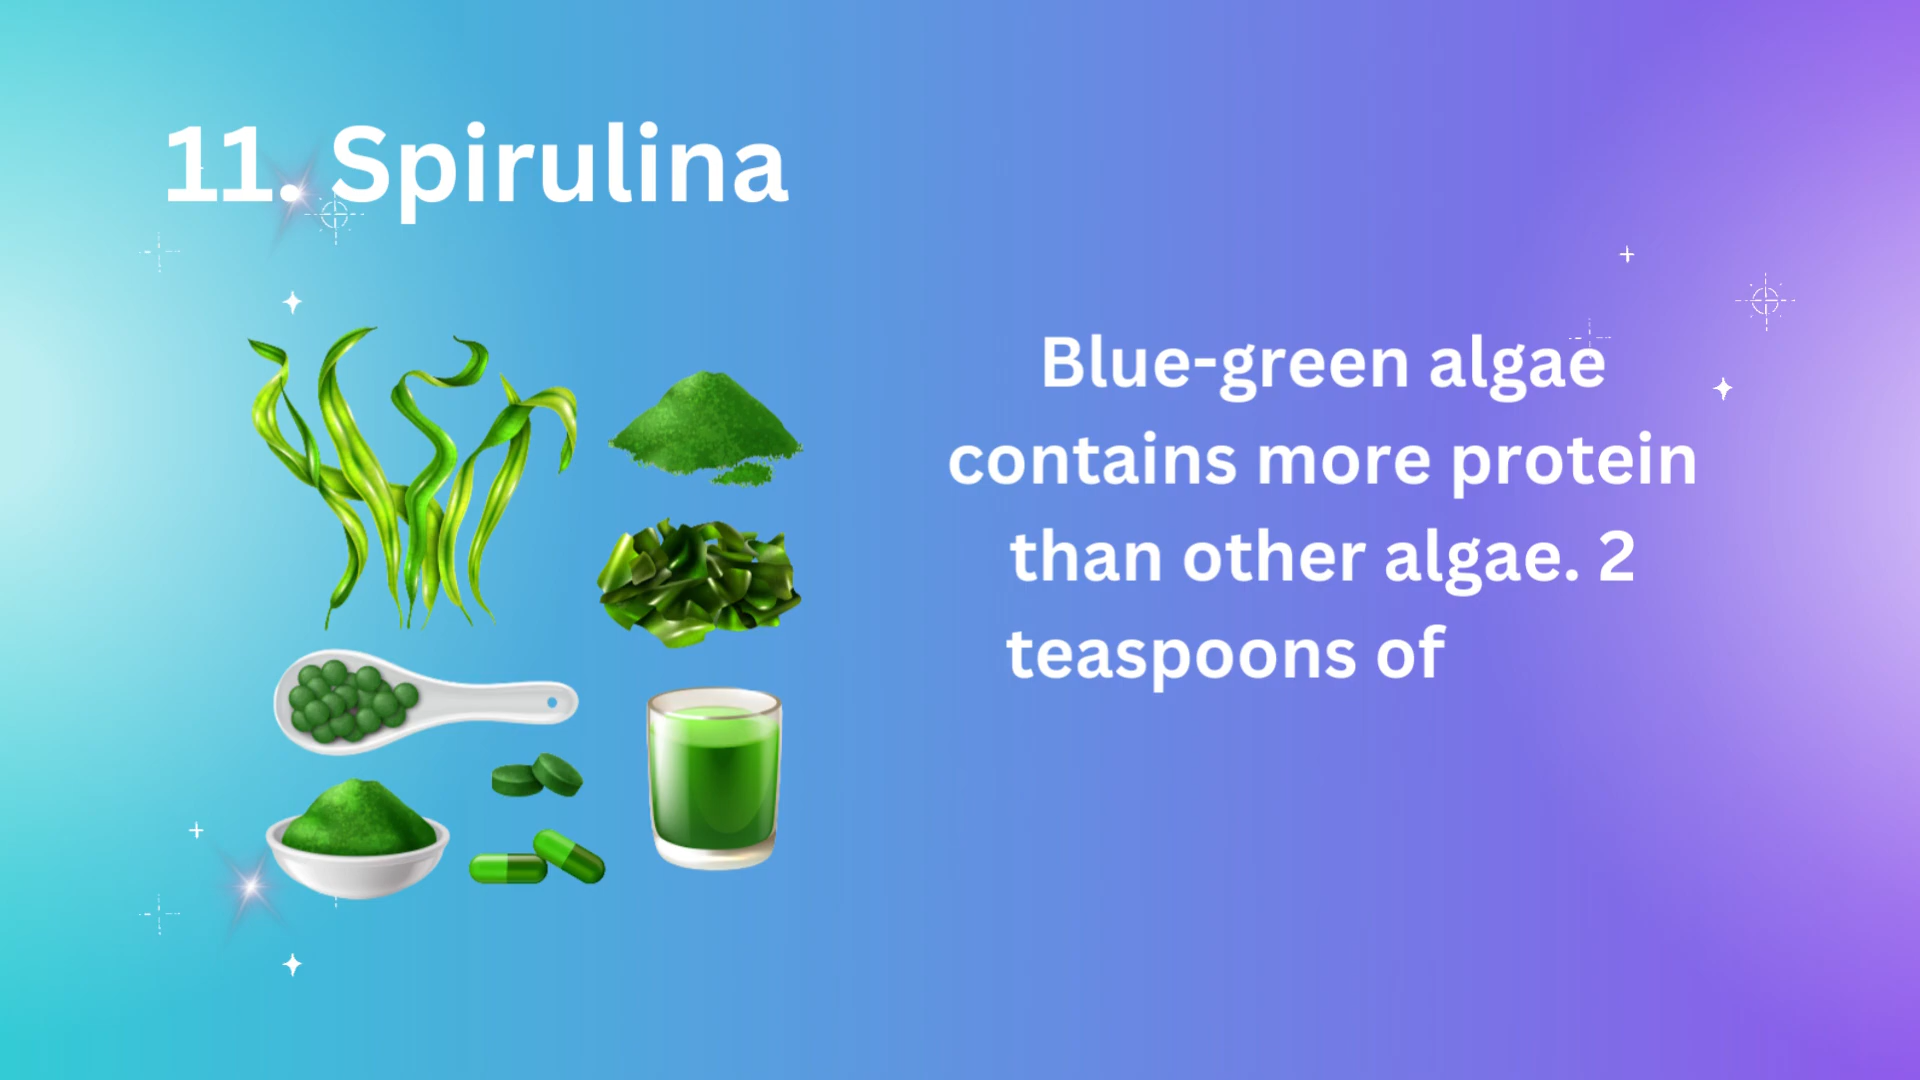 11. Spirulina
Blue-green algae
contains more protein
than other algae. 2
teaspoons of